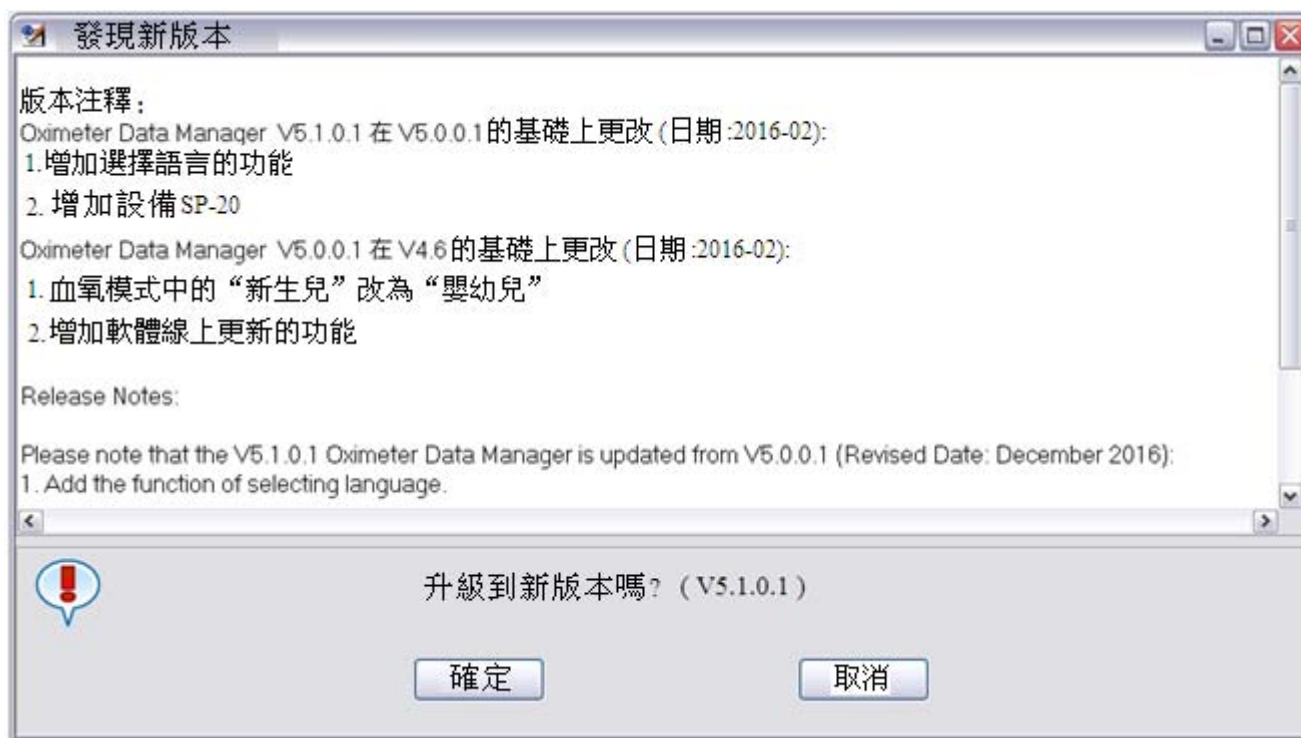 發現新版本
版本注釋：
Oximeter Data Manager V5.1.0.1 在 V5.0.0.1的基礎上更改(日期:2016-02):
1.增加選擇語言的功能
2. 增加設備SP-20
Oximeter Data Manager V5.0.0.1 在 V4.6的基礎上更改(日期:2016-02):
1. 血氧模式中的“新生兒”改為“嬰幼兒”
2.增加軟體線上更新的功能
Release Notes:
Please note that the V5.1.0.1 Oximeter Data Manager is updated from V5.0.0.1 (Revised Date: December 2016):
1. Add the function of selecting language.
升級到新版本嗎? (V5.1.0.1)
確定
取消